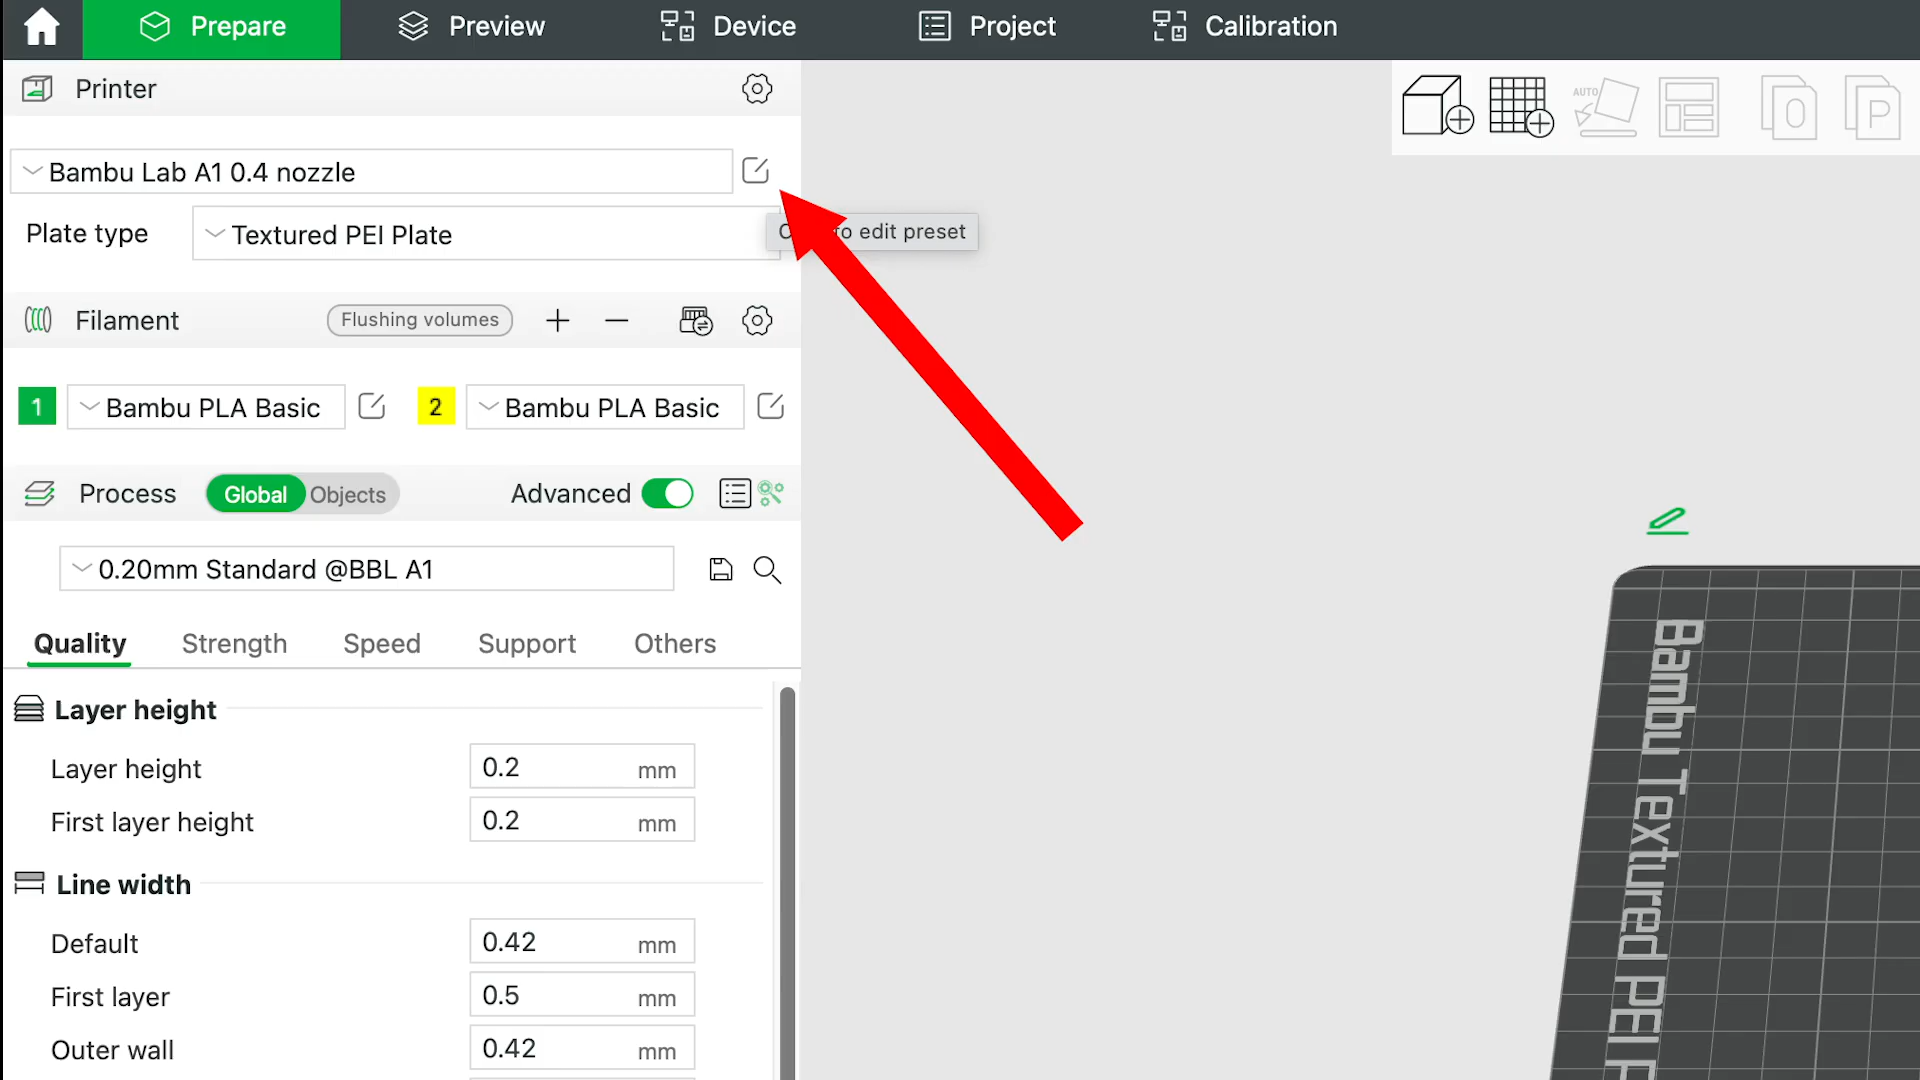 Prepare
Preview
Device
Project
Calibration
Printer
Bambu Lab A1 0.4 nozzle
Plate type
Textured PEI Plate
to edit preset
AUTO
O
P
Filament
Flushing volumes
1
Bambu PLA Basic
2
Bambu PLA Basic
Process
Global
Objects
Advanced
0.20mm Standard @BBL A1
Quality
Strength
Speed
Support
Others
Layer height
Layer height
0.2 mm
First layer height
0.2 mm
Line width
Default
0.42 mm
First layer
0.5 mm
Outer wall
0.42 mm
Bambu Textured PEI